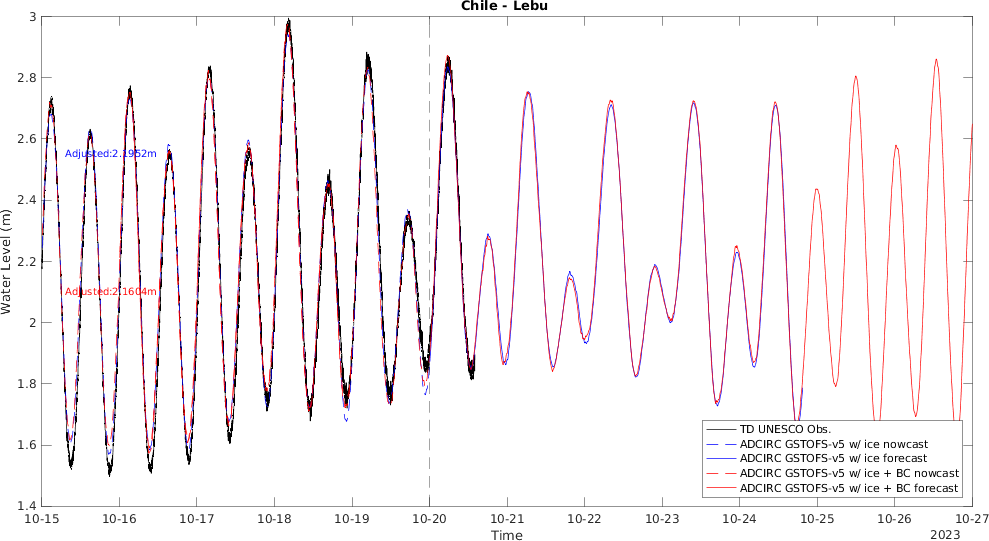 Chile - Lebu
3
2.8
2.6
2.4
2.2
2
1.8
1.6
1.4
Water Level (m)
Adjusted:2.1952m
Adjusted:2.1604m
TD UNESCO Obs.
ADCIRC GSTOFS-v5 w/ ice nowcast
ADCIRC GSTOFS-v5 w/ ice forecast
ADCIRC GSTOFS-v5 w/ ice + BC nowcast
ADCIRC GSTOFS-v5 w/ ice + BC forecast
10-15 10-16 10-17 10-18 10-19 10-20 10-21 10-22 10-23 10-24 10-25 10-26 10-27
Time
2023